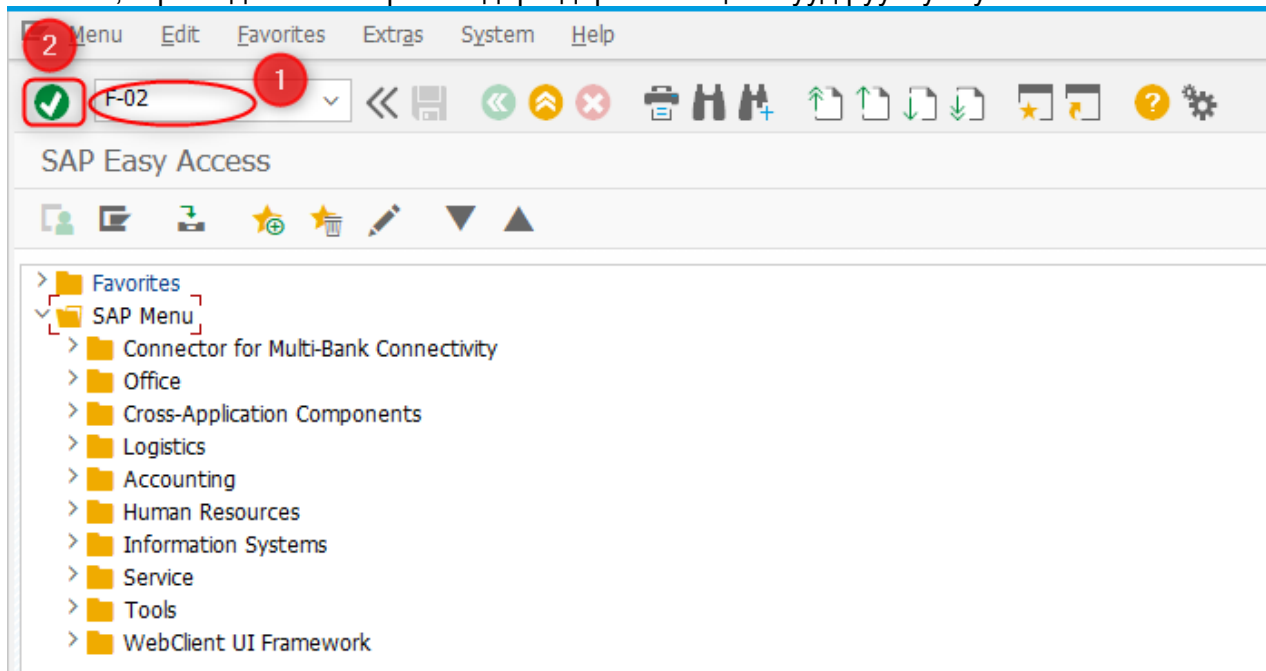 Menu Edit Favorites Extras System Help
2
F-02
1
SAP Easy Access
Favorites
SAP Menu
Connector for Multi-Bank Connectivity
Office
Cross-Application Components
Logistics
Accounting
Human Resources
Information Systems
Service
Tools
WebClient UI Framework